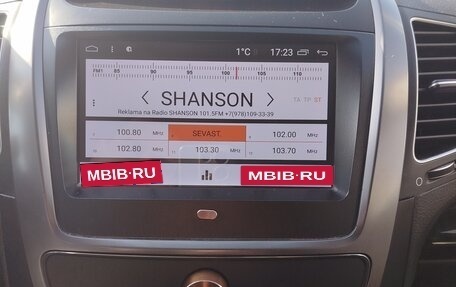 1°C 17:23
FM 85 90 95 100 105 110
SHANSON
TA TP ST
Reklama na Radio SHANSON 101.5FM +7(978)109-33-39
100.80 MHz SEVAST. 102.00 MHz
102.80 MHz 103.30 MHz 103.70 MHz
MBIB·RU MBIB·RU